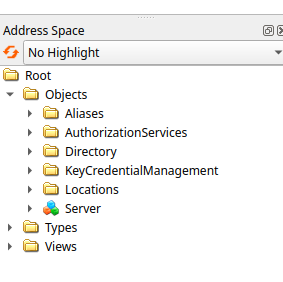 Address Space
No Highlight
Root
Objects
Aliases
AuthorizationServices
Directory
KeyCredentialManagement
Locations
Server
Types
Views